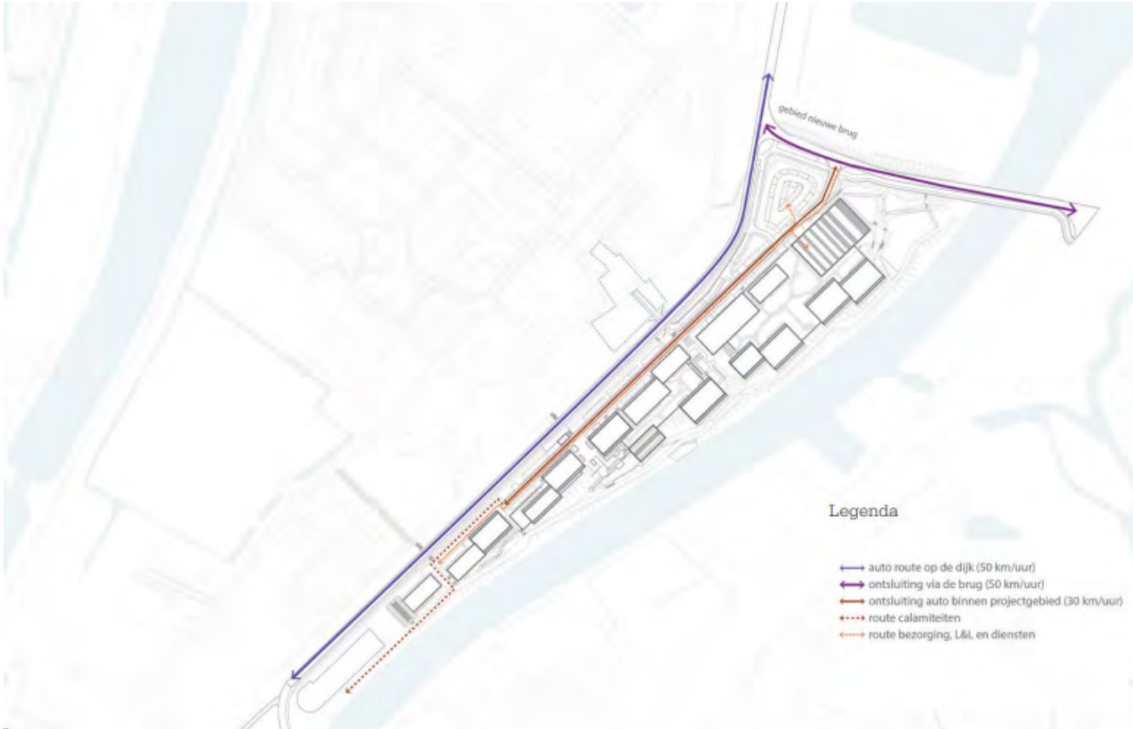 gebied nieuwe brug
Legenda
auto route op de dijk (50 km/uur)
ontsluiting via de brug (50 km/uur)
ontsluiting auto binnen projectgebied (30 km/uur)
route calamiteiten
route bezorging, L&L en diensten